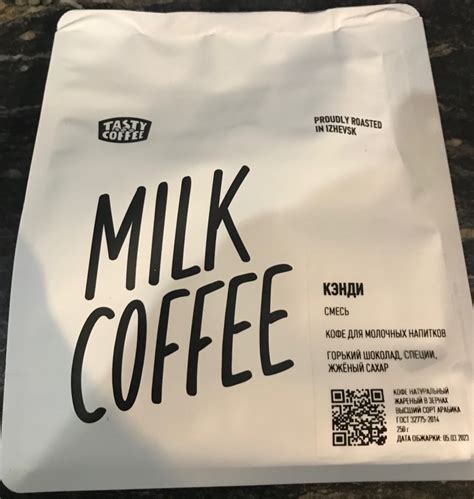 TASTY
COFFEE
PROUDLY ROASTED
IN IZHEVSK
MILK
COFFEE
КЭНДИ
СМЕСЬ
КОФЕ ДЛЯ МОЛОЧНЫХ НАПИТКОВ
ГОРЬКИЙ ШОКОЛАД, СПЕЦИИ,
ЖЖЁНЫЙ САХАР
КОФЕ НАТУРАЛЬНЫЙ
ЖАРЕНЫЙ В ЗЕРНАХ
ВЫСШИЙ СОРТ АРАБИКА
ГОСТ 32775-2014
250 г
ДАТА ОБЖАРКИ: 05.03.2023